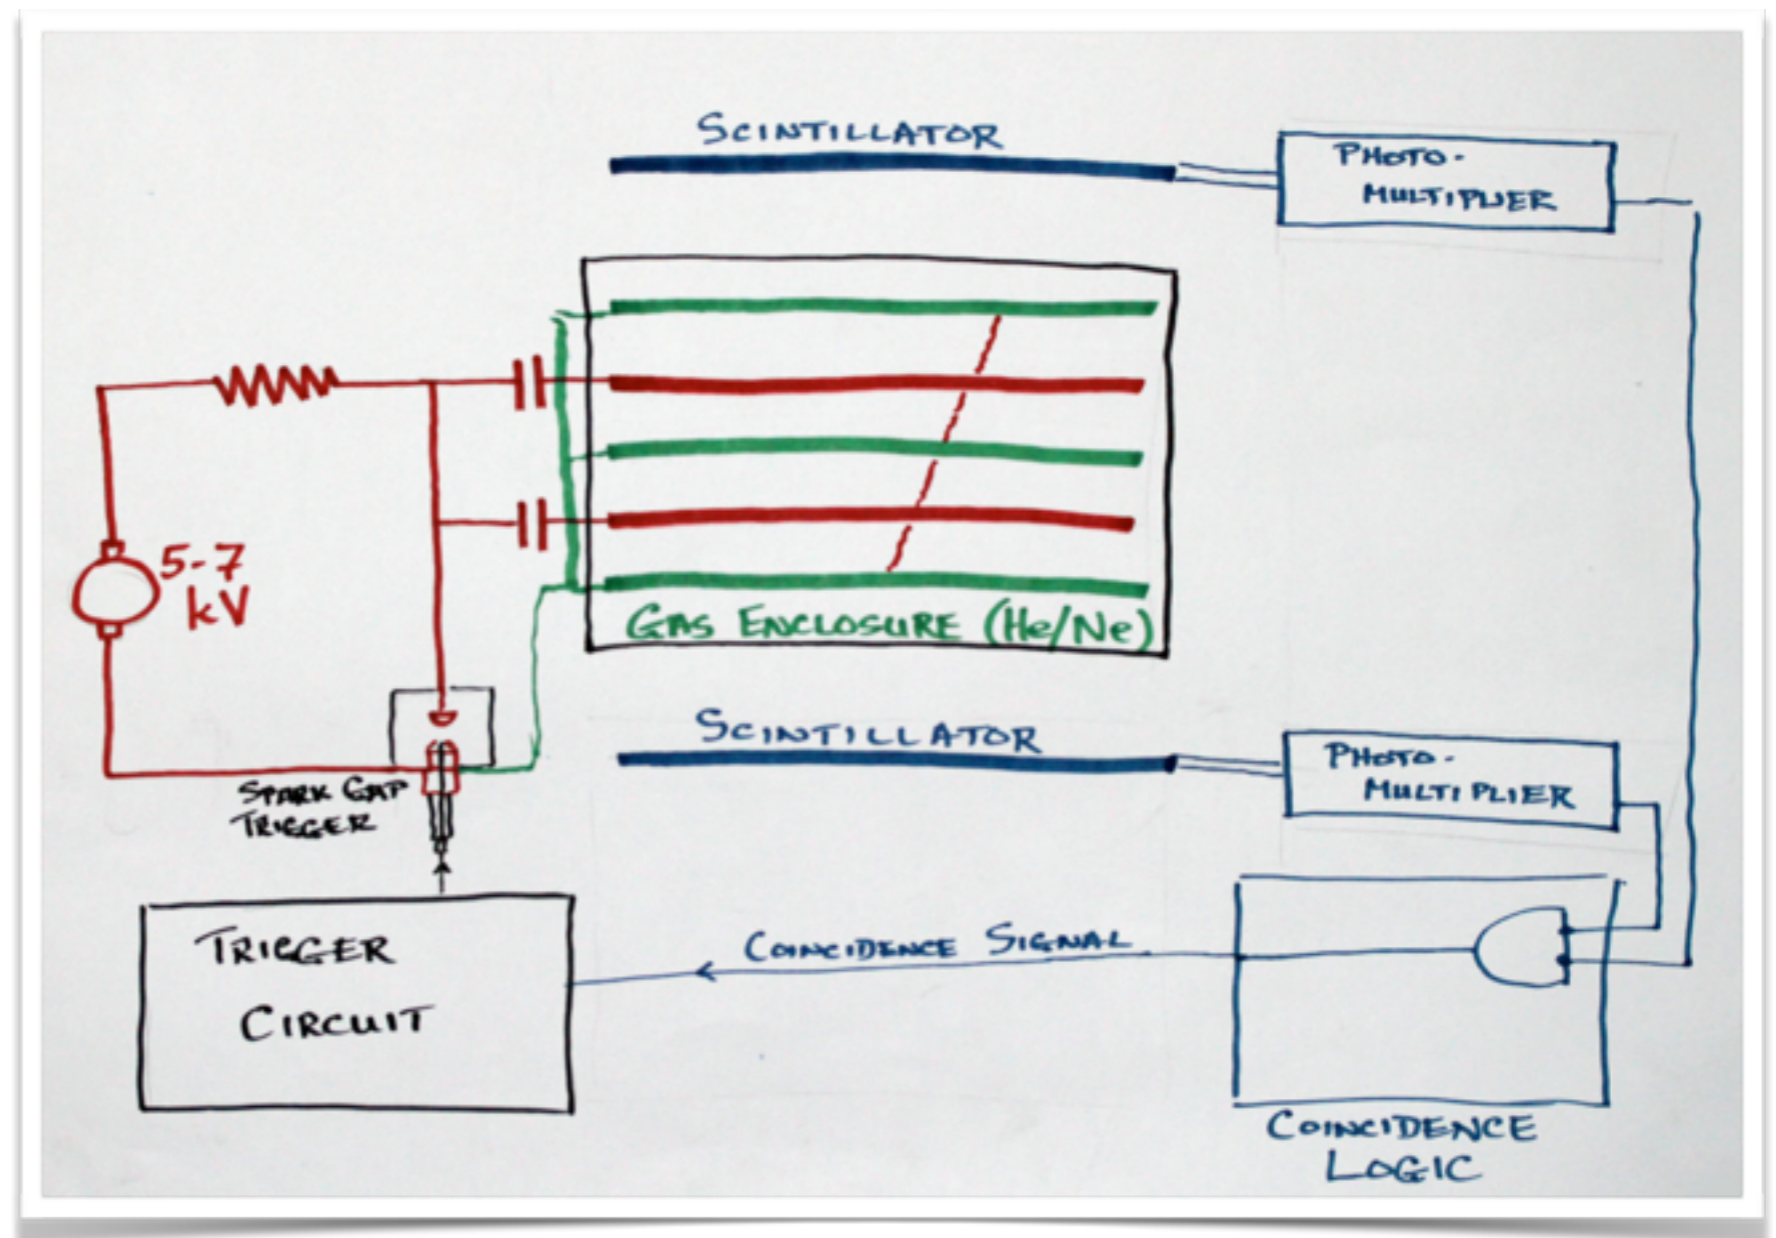 SCINTILLATOR
PHOTO-
MULTIPLIER
5-7
kV
GAS ENCLOSURE (He/Ne)
SCINTILLATOR
PHOTO-
MULTIPLIER
SPARK GAP
TRIGGER
TRIGGER
CIRCUIT
COINCIDENCE SIGNAL
COINCIDENCE
LOGIC